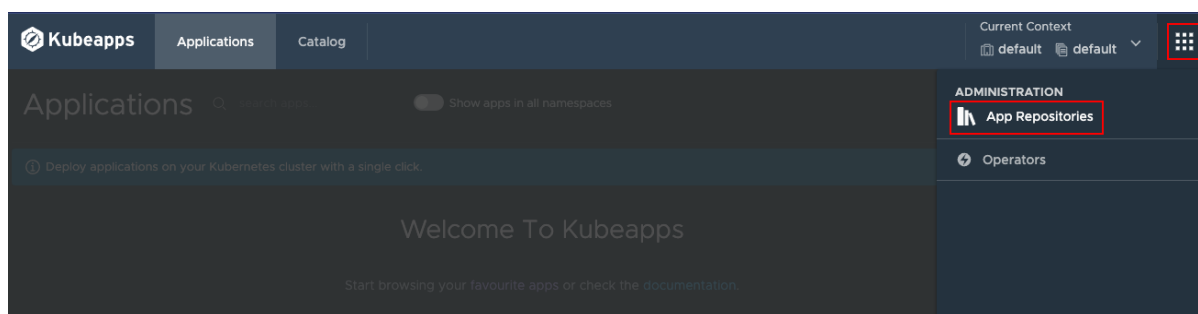 Kubeapps Applications Catalog Current Context
default default
ADMINISTRATION
App Repositories
Operators
Applications search apps Show apps in all namespaces
Deploy applications on your Kubernetes cluster with a single click.
Welcome To Kubeapps
Start browsing your favourite apps or check the documentation.